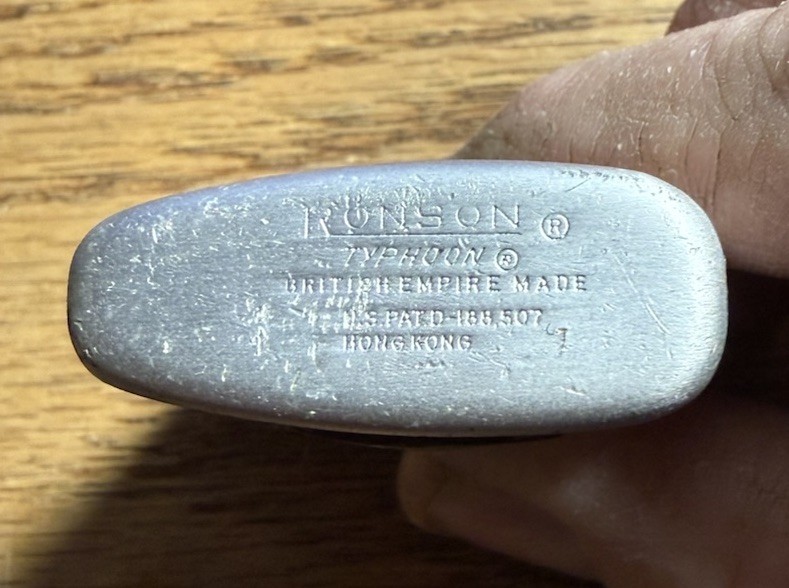 RONSON ®
TYPHOON ®
BRITISH EMPIRE MADE
U.S.PAT.D-188,507
HONG KONG